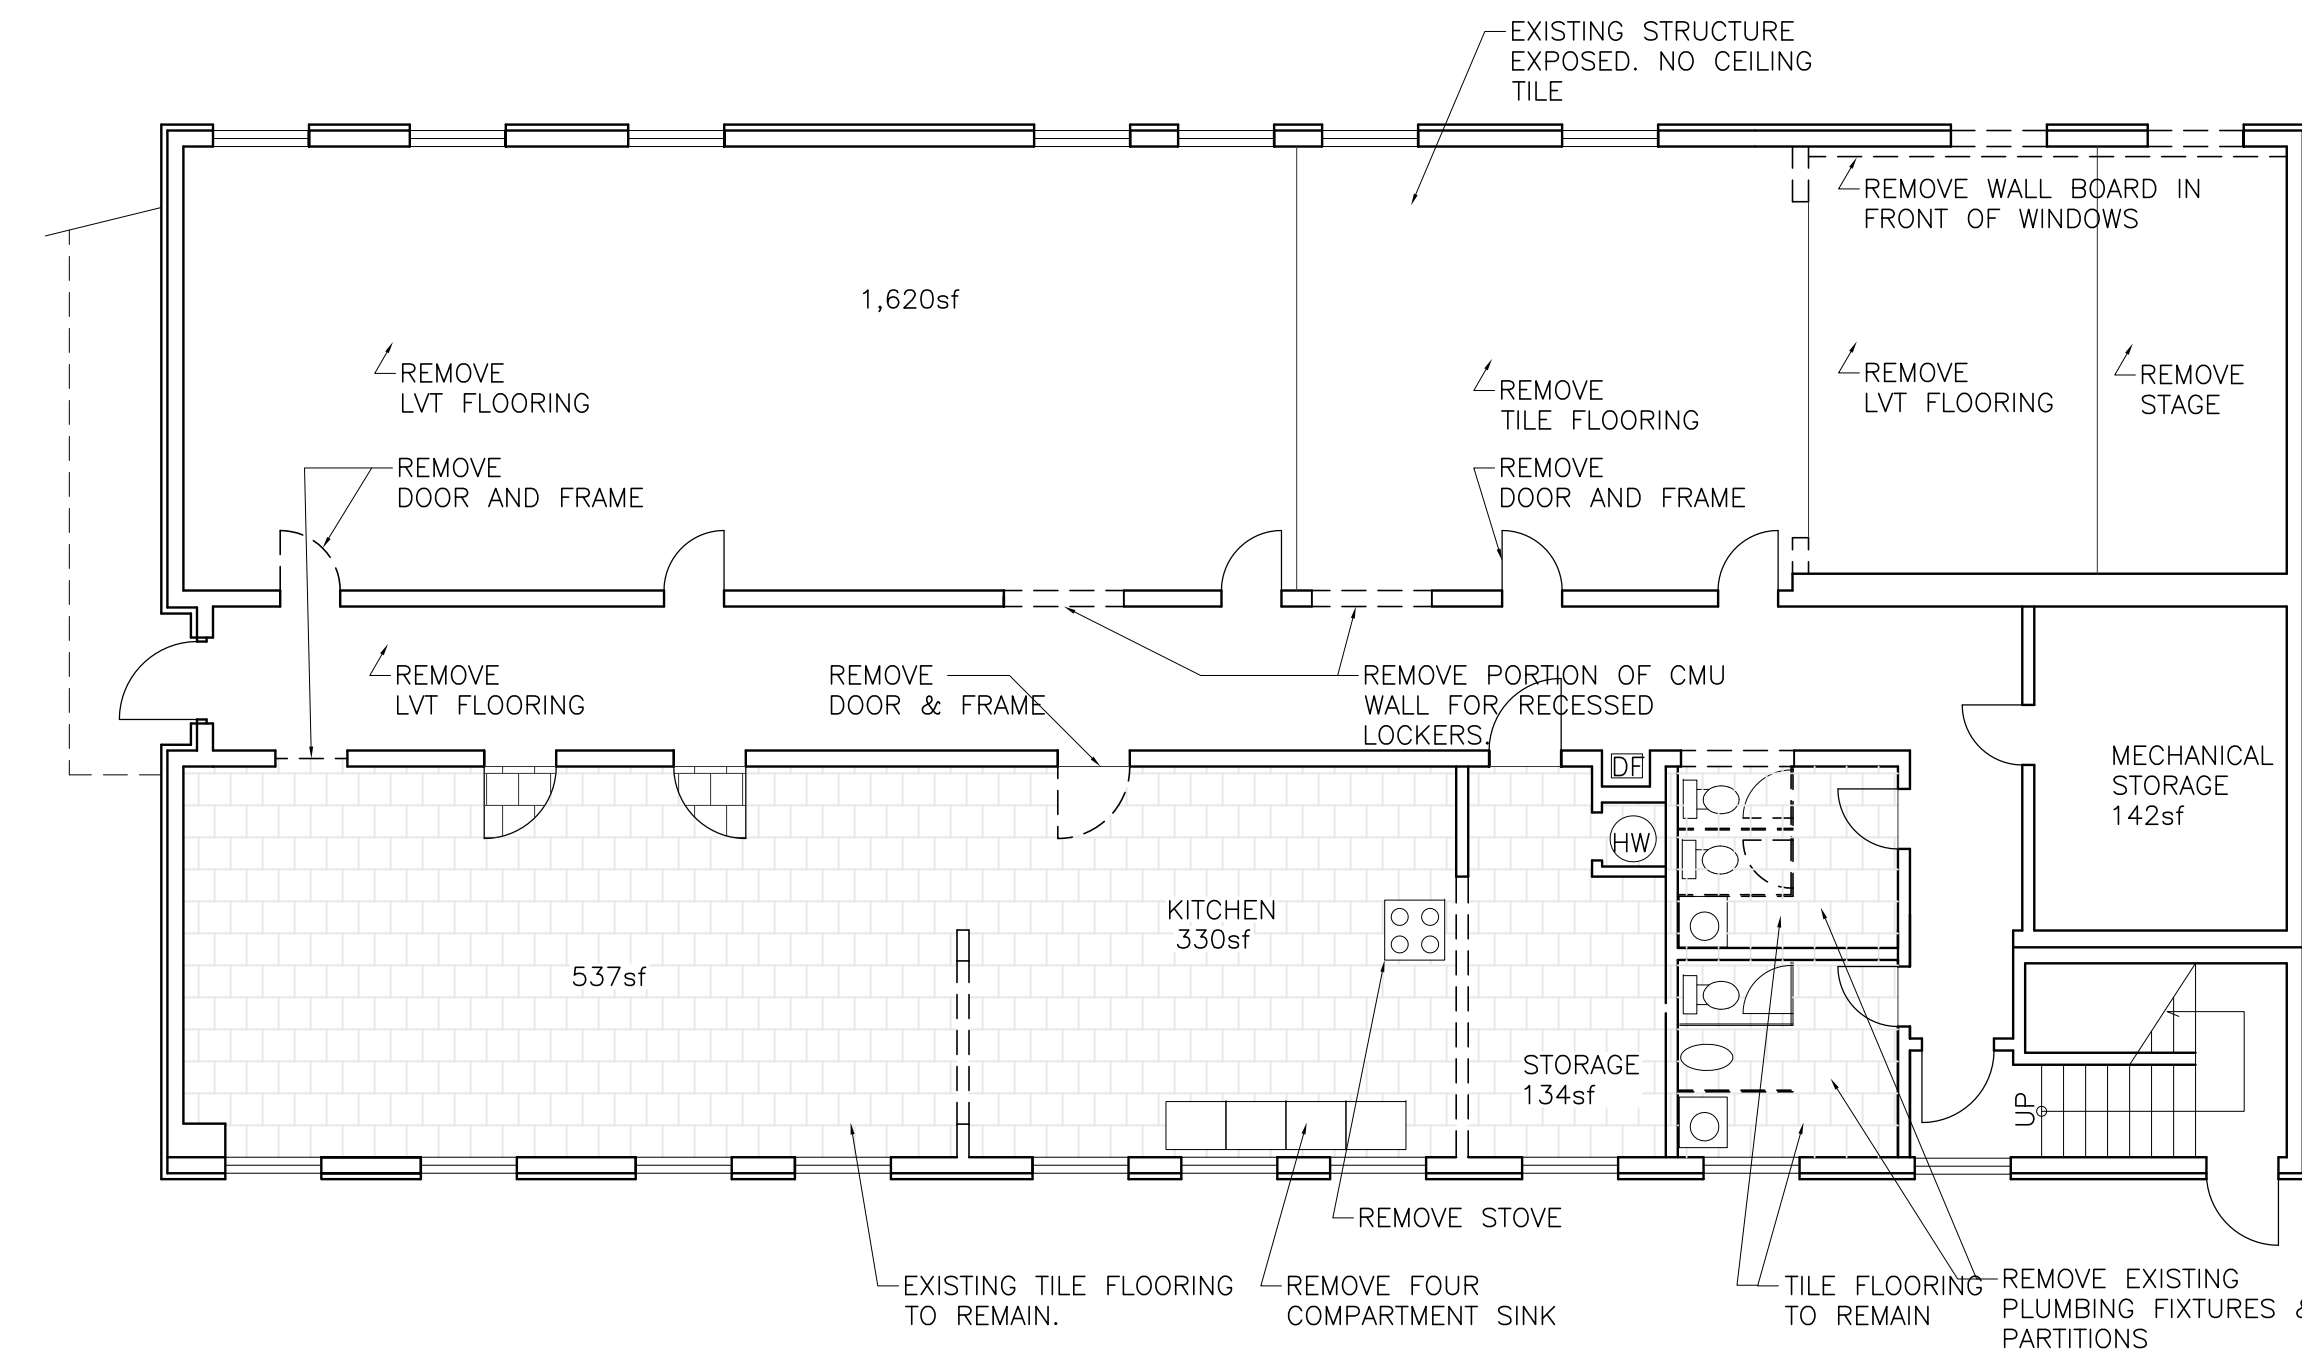 EXISTING STRUCTURE
EXPOSED. NO CEILING
TILE
REMOVE WALL BOARD IN
FRONT OF WINDOWS
1,620sf
REMOVE
LVT FLOORING
REMOVE
TILE FLOORING
REMOVE
LVT FLOORING
REMOVE
STAGE
REMOVE
DOOR AND FRAME
REMOVE
DOOR AND FRAME
REMOVE
LVT FLOORING
REMOVE
DOOR & FRAME
REMOVE PORTION OF CMU
WALL FOR RECESSED
LOCKERS.
DF
MECHANICAL
STORAGE
142sf
HW
KITCHEN
330sf
537sf
STORAGE
134sf
UP
REMOVE STOVE
EXISTING TILE FLOORING
TO REMAIN.
REMOVE FOUR
COMPARTMENT SINK
TILE FLOORING
TO REMAIN
REMOVE EXISTING
PLUMBING FIXTURES &
PARTITIONS